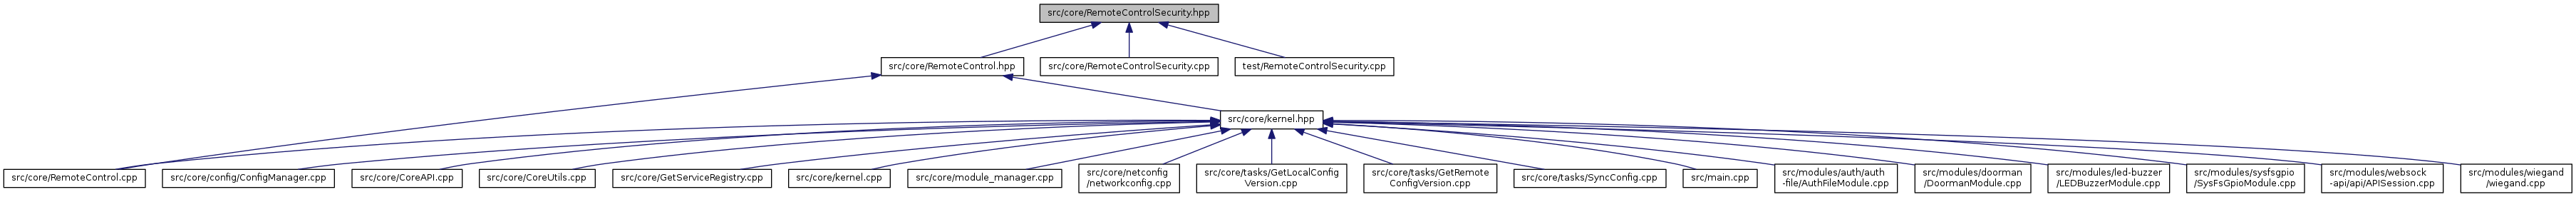 src/core/RemoteControlSecurity.hpp
src/core/RemoteControl.hpp
src/core/RemoteControlSecurity.cpp
test/RemoteControlSecurity.cpp
src/core/kernel.hpp
src/core/RemoteControl.cpp
src/core/config/ConfigManager.cpp
src/core/CoreAPI.cpp
src/core/CoreUtils.cpp
src/core/GetServiceRegistry.cpp
src/core/kernel.cpp
src/core/module_manager.cpp
src/core/netconfig
/networkconfig.cpp
src/core/tasks/GetLocalConfig
Version.cpp
src/core/tasks/GetRemote
ConfigVersion.cpp
src/core/tasks/SyncConfig.cpp
src/main.cpp
src/modules/auth/auth
-file/AuthFileModule.cpp
src/modules/doorman
/DoormanModule.cpp
src/modules/led-buzzer
/LEDBuzzerModule.cpp
src/modules/sysfsgpio
/SysFsGpioModule.cpp
src/modules/websock
-api/api/APISession.cpp
src/modules/wiegand
/wiegand.cpp